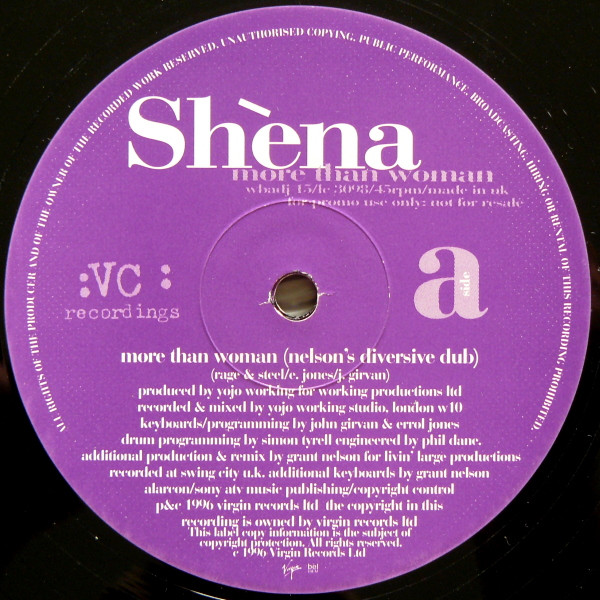 ALL RIGHTS OF THE PRODUCER AND OF THE OWNER OF THE RECORDED WORK RESERVED. UNAUTHORISED COPYING, PUBLIC PERFORMANCE, BROADCASTING, HIRING OR RENTAL OF THIS RECORDING PROHIBITED.
Shèna
more than woman
vbadj 15/lc 3098/45rpm/made in uk
for promo use only: not for resale
:VC :
recordings
a
side
more than woman (nelson's diversive dub)
(rage & steel/e. jones/j. girvan)
produced by yojo working for working productions ltd
recorded & mixed by yojo working studio, london w10
keyboards/programming by john girvan & errol jones
drum programming by simon tyrell engineered by phil dane.
additional production & remix by grant nelson for livin' large productions
recorded at swing city u.k. additional keyboards by grant nelson
alarcon/sony atv music publishing/copyright control
p&c 1996 virgin records ltd the copyright in this
recording is owned by virgin records ltd
This label copy information is the subject of
copyright protection. All rights reserved.
c 1996 Virgin Records Ltd
Virgin